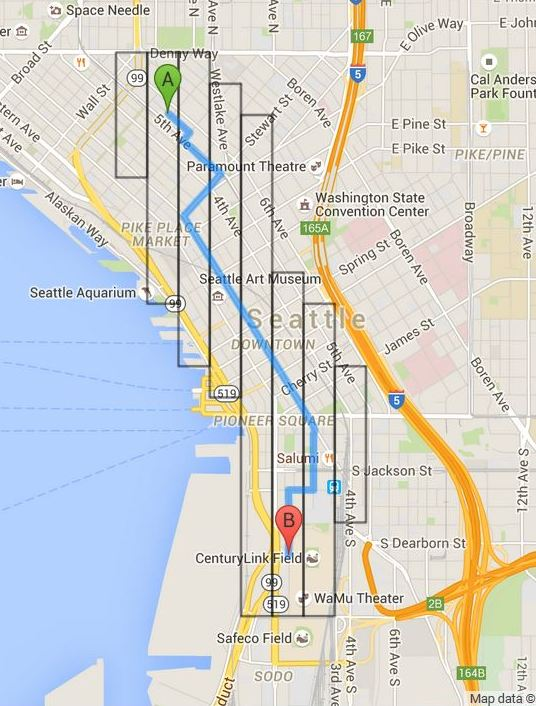 Space Needle
167
E Olive Way
E John
Denny Way
Broad St
Wall St
99
Westlake Ave
Ave N
Ave N
5
Boren Ave
Cal Anders
Park Fount
A
5th Ave
Stewart St
E Pine St
E Pike St
PIKE/PINE
Paramount Theatre
Alaskan Way
4th Ave
6th Ave
Washington State
Convention Center
165A
PIKE PLACE
MARKET
Broadway
12th Ave
Boren Ave
Spring St
Seattle Art Museum
Seattle Aquarium
99
Seattle
DOWNTOWN
5th Ave
James St
Cherry St
Boren Ave
519
5
PIONEER SQUARE
Salumi
S Jackson St
12th Ave S
4th Ave S
B
S Dearborn St
CenturyLink Field
99
519
WaMu Theater
2B
Safeco Field
4th Ave S
6th Ave S
3rd Ave
SODO
164B
12th A
duct
Map data ©